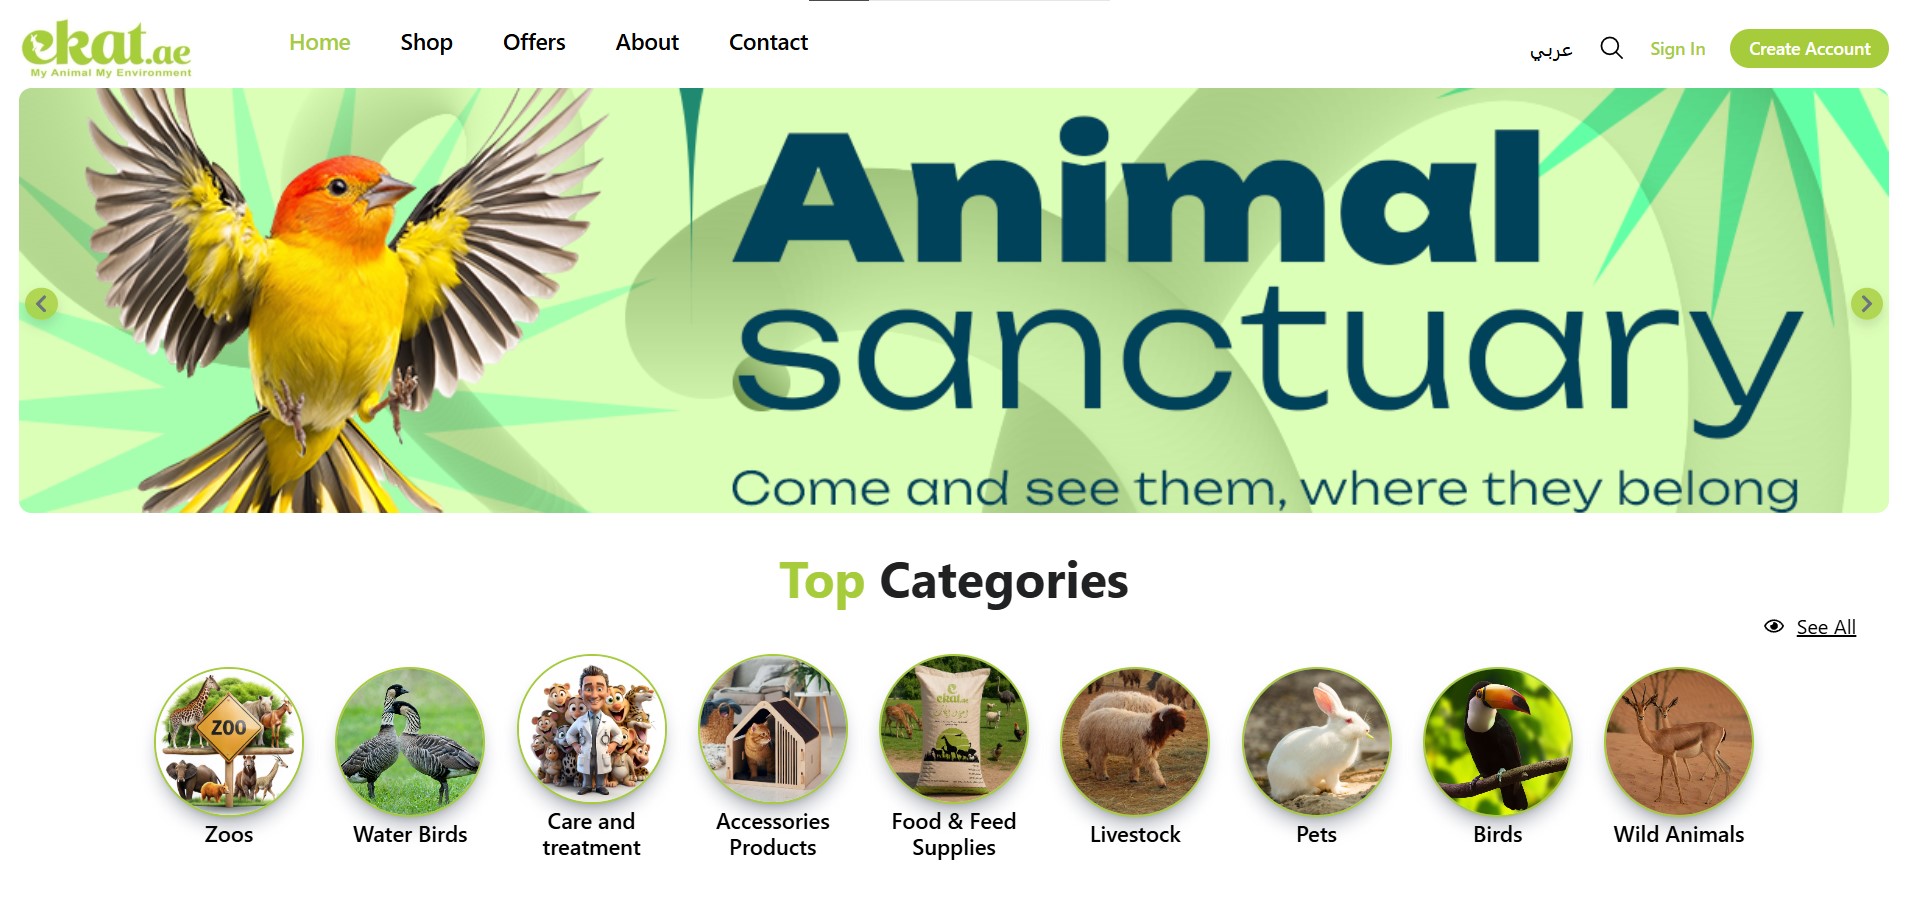 ekat.ae
My Animal My Environment
Home
Shop
Offers
About
Contact
عربي
Sign In
Create Account
Animal
sanctuary
Come and see them, where they belong
Top Categories
See All
ZOO
ekat.ae
Zoos
Water Birds
Care and
treatment
Accessories
Products
Food & Feed
Supplies
Livestock
Pets
Birds
Wild Animals